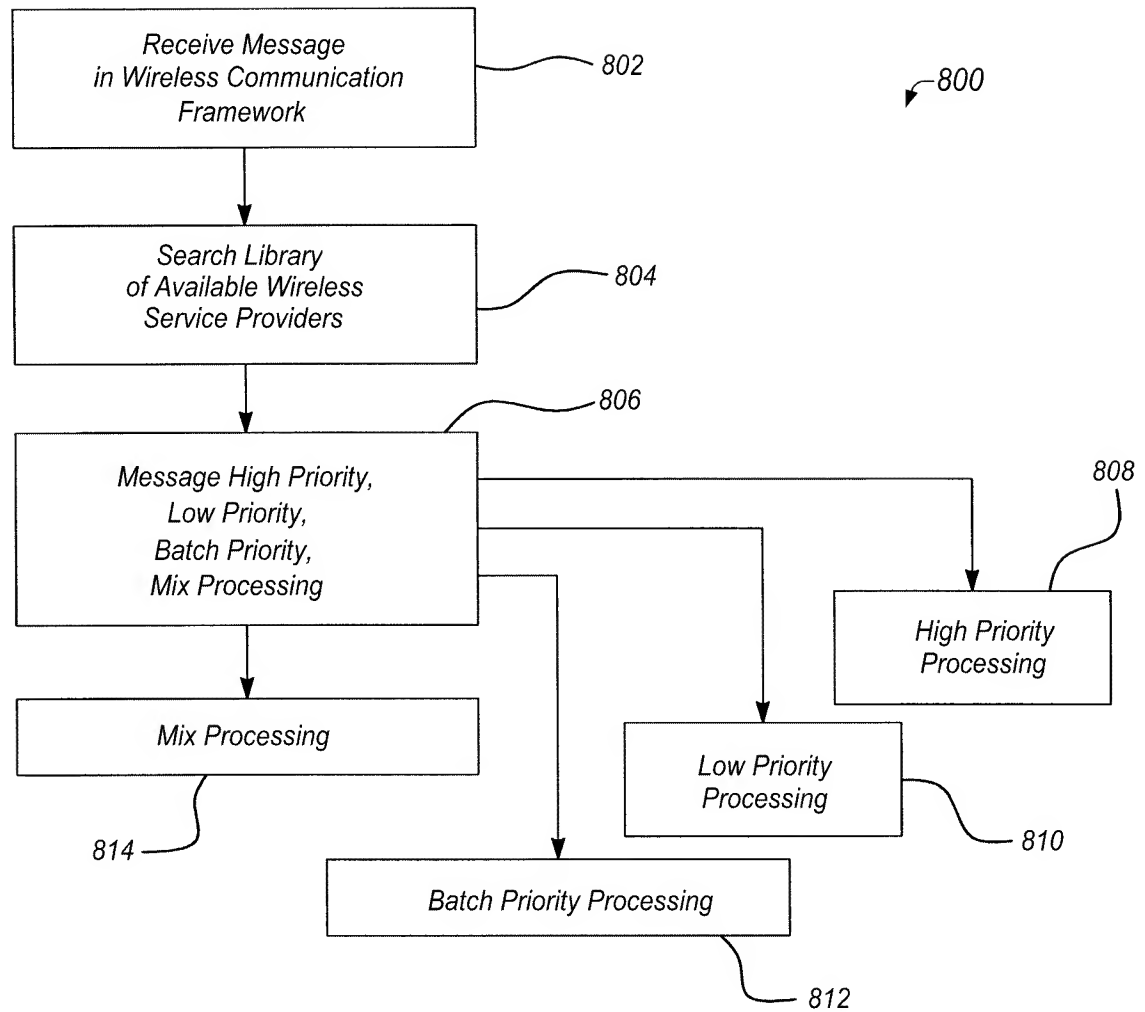 Receive Message
in Wireless Communication
Framework
802
800
Search Library
of Available Wireless
Service Providers
804
806
Message High Priority,
Low Priority,
Batch Priority,
Mix Processing
808
High Priority
Processing
Mix Processing
Low Priority
Processing
810
814
Batch Priority Processing
812